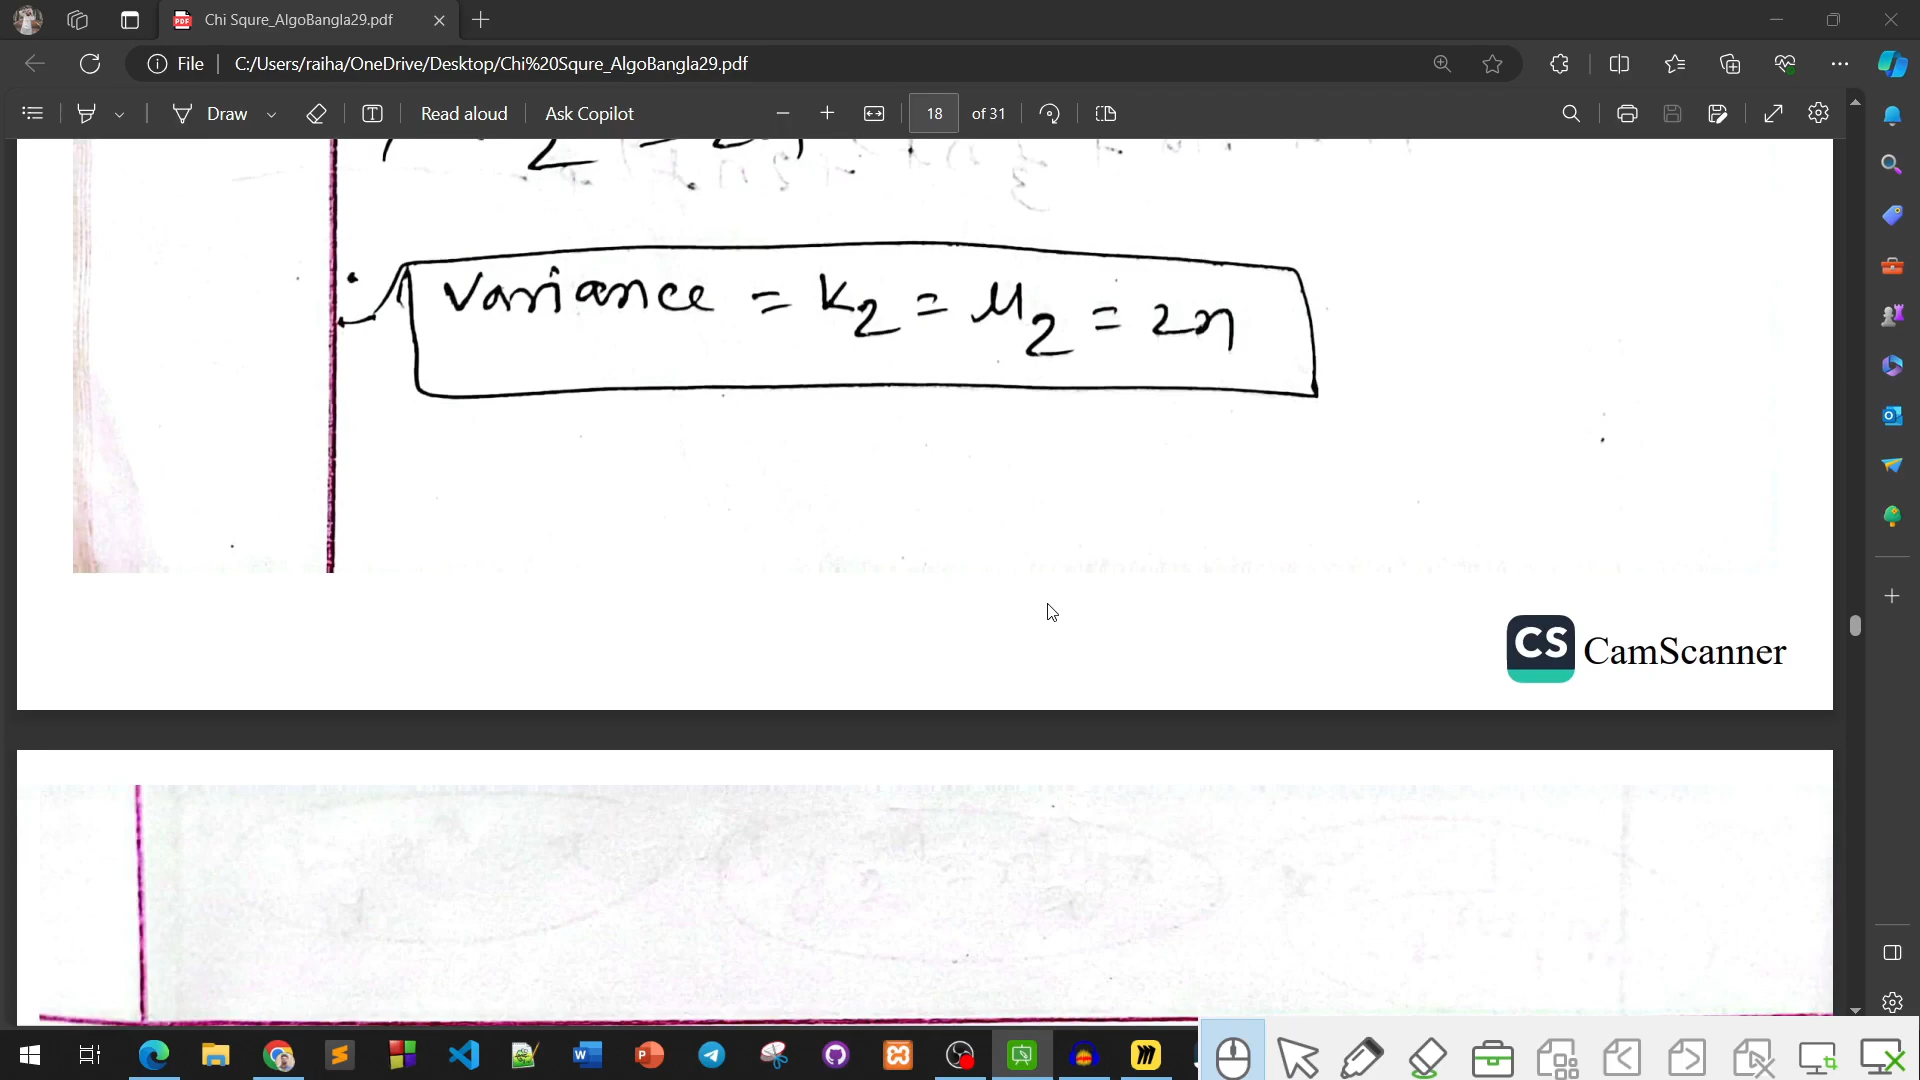 Chi Squre_AlgoBangla29.pdf
File
C:/Users/raiha/OneDrive/Desktop/Chi%20Squre_AlgoBangla29.pdf
Draw
Read aloud
Ask Copilot
18
of 31
Variance = K2 = μ2 = 2n
CS CamScanner